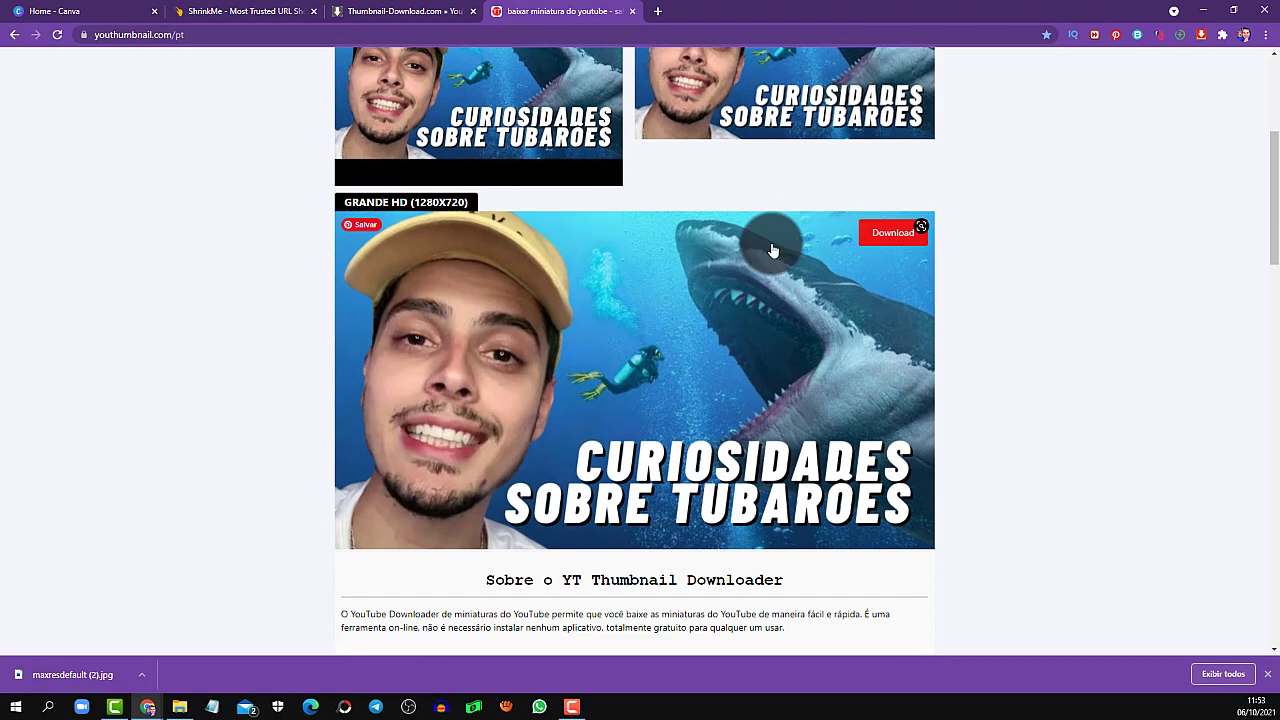 Home - Canva
ShrinkMe - Most Trusted URL Sh
Thumbnail-Download.com » You
baixar miniatura do youtube - sal
youthumbnail.com/pt
CURIOSIDADES
SOBRE TUBARÕES
CURIOSIDADES
SOBRE TUBARÕES
GRANDE HD (1280X720)
Salvar
Download
CURIOSIDADES
SOBRE TUBAROES
Sobre o YT Thumbnail Downloader
O YouTube Downloader de miniaturas do YouTube permite que você baixe as miniaturas do YouTube de maneira fácil e rápida. É uma
ferramenta on-line, não é necessário instalar nenhum aplicativo, totalmente gratuito para qualquer um usar.
maxresdefault (2).jpg
Exibir todos
2
11:53
06/10/2021